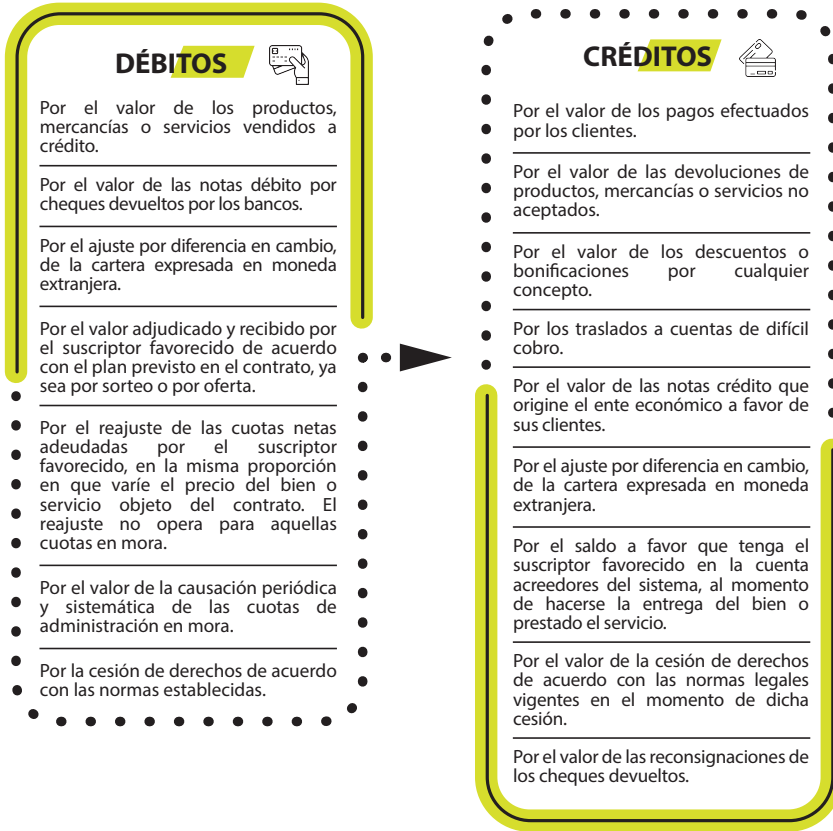 DÉBITOS
Por el valor de los productos,
mercancías o servicios vendidos a
crédito.
Por el valor de las notas débito por
cheques devueltos por los bancos.
Por el ajuste por diferencia en cambio,
de la cartera expresada en moneda
extranjera.
Por el valor adjudicado y recibido por
el suscriptor favorecido de acuerdo
con el plan previsto en el contrato, ya
sea por sorteo o por oferta.
Por el reajuste de las cuotas netas
adeudadas por el suscriptor
favorecido, en la misma proporción
en que varíe el precio del bien o
servicio objeto del contrato. El
reajuste no opera para aquellas
cuotas en mora.
Por el valor de la causación periódica
y sistemática de las cuotas de
administración en mora.
Por la cesión de derechos de acuerdo
con las normas establecidas.
CRÉDITOS
Por el valor de los pagos efectuados
por los clientes.
Por el valor de las devoluciones de
productos, mercancías o servicios no
aceptados.
Por el valor de los descuentos o
bonificaciones por cualquier
concepto.
Por los traslados a cuentas de difícil
cobro.
Por el valor de las notas crédito que
origine el ente económico a favor de
sus clientes.
Por el ajuste por diferencia en cambio,
de la cartera expresada en moneda
extranjera.
Por el saldo a favor que tenga el
suscriptor favorecido en la cuenta
acreedores del sistema, al momento
de hacerse la entrega del bien o
prestado el servicio.
Por el valor de la cesión de derechos
de acuerdo con las normas legales
vigentes en el momento de dicha
cesión.
Por el valor de las reconsignaciones de
los cheques devueltos.